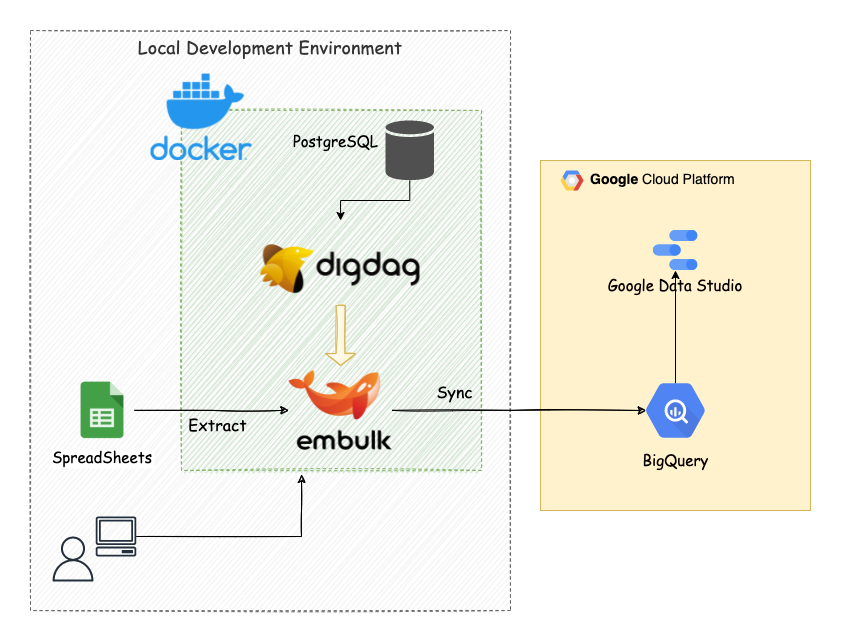 Local Development Environment
docker
PostgreSQL
Google Cloud Platform
digdag
Google Data Studio
Sync
Extract
embulk
SpreadSheets
BigQuery